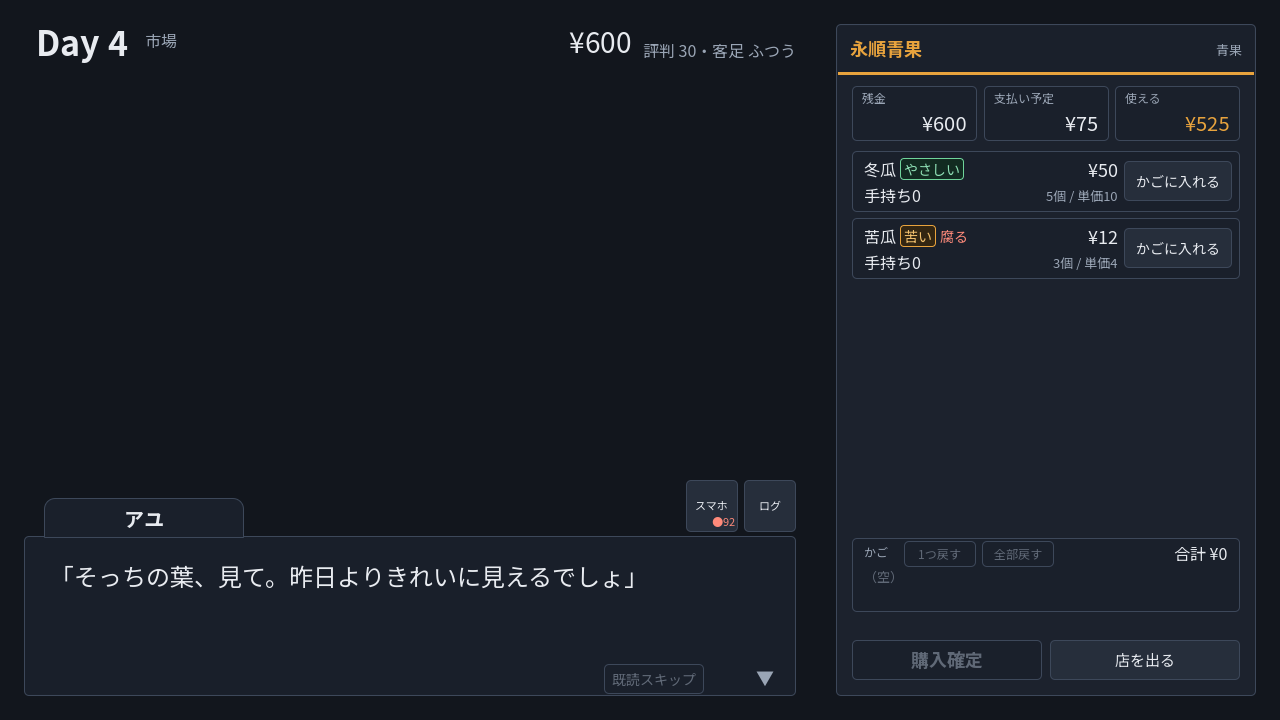 Day 4 市場
¥600 評判 30・客足 ふつう
永順青果 青果
残金 支払い予定 使える
¥600 ¥75 ¥525
冬瓜 やさしい ¥50
手持ち0 5個 / 単価10
かごに入れる
苦瓜 苦い 腐る ¥12
手持ち0 3個 / 単価4
かごに入れる
スマホ
●92
ログ
アユ
「そっちの葉、見て。昨日よりきれいに見えるでしょ」
既読スキップ ▼
かご 1つ戻す 全部戻す 合計 ¥0
（空）
購入確定 店を出る